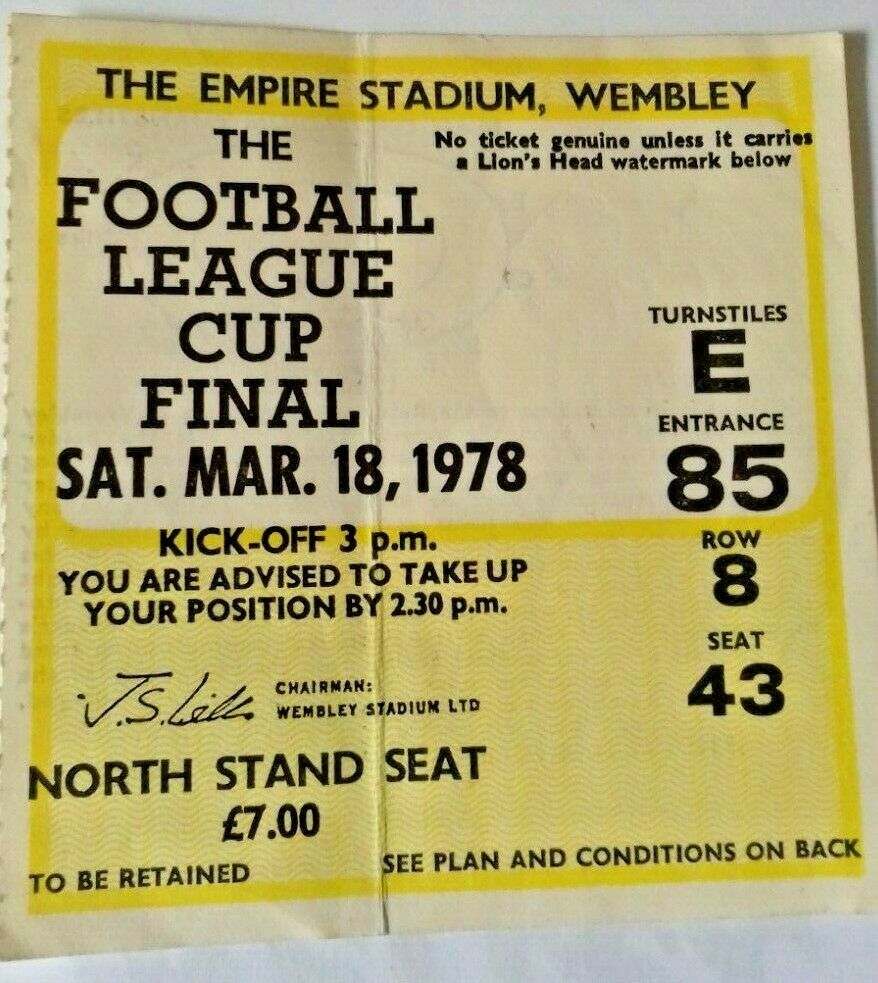 THE EMPIRE STADIUM, WEMBLEY
THE
FOOTBALL
LEAGUE
CUP
FINAL
SAT. MAR. 18, 1978
No ticket genuine unless it carries
a Lion's Head watermark below
TURNSTILES
E
ENTRANCE
85
ROW
8
SEAT
43
KICK-OFF 3 p.m.
YOU ARE ADVISED TO TAKE UP
YOUR POSITION BY 2.30 p.m.
CHAIRMAN:
WEMBLEY STADIUM LTD
NORTH STAND SEAT
£7.00
TO BE RETAINED
SEE PLAN AND CONDITIONS ON BACK